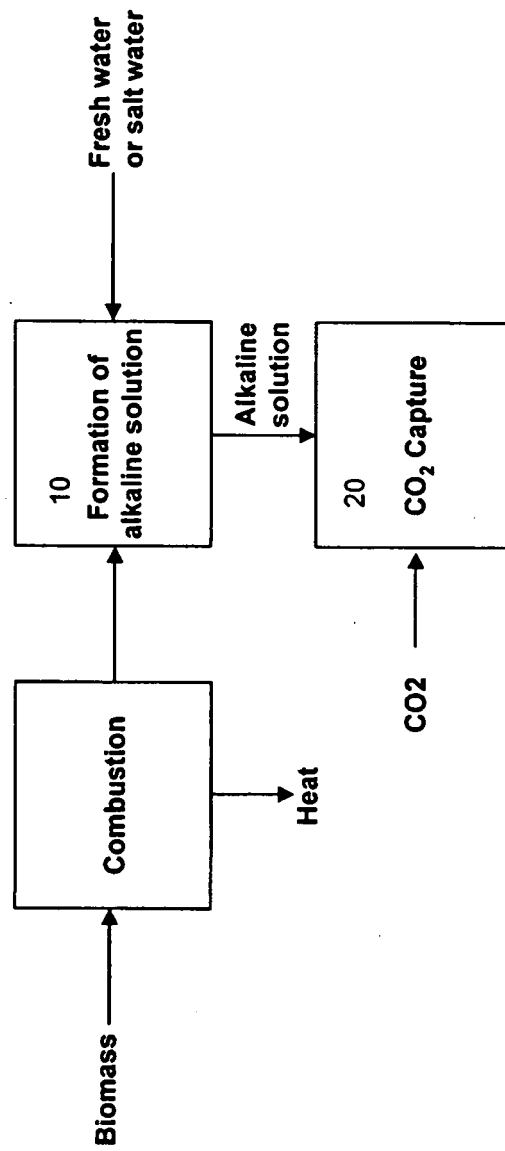 Biomass
Combustion
Heat
10
Formation of
alkaline solution
Fresh water
or salt water
Alkaline
solution
CO2
20
CO₂ Capture